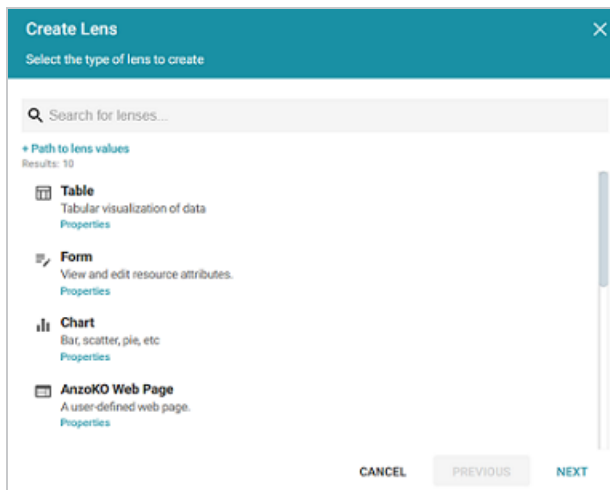 Create Lens
Select the type of lens to create
Search for lenses...
+ Path to lens values
Results: 10
Table
Tabular visualization of data
Properties
Form
View and edit resource attributes.
Properties
Chart
Bar, scatter, pie, etc
Properties
AnzoKO Web Page
A user-defined web page.
Properties
CANCEL PREVIOUS NEXT